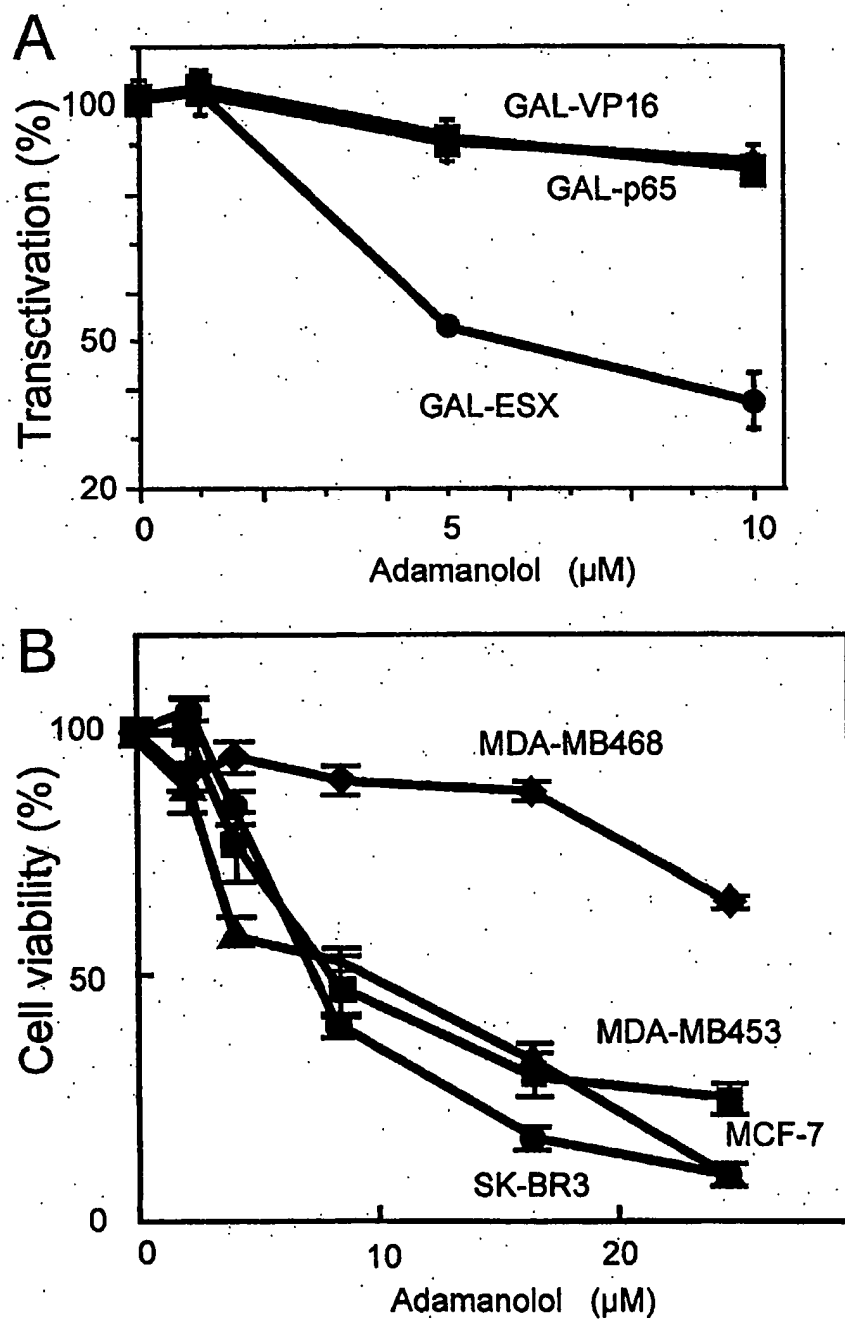 A
Transctivation (%)
100
50
20
GAL-VP16
GAL-p65
GAL-ESX
0 5 10
Adamanolol (µM)
B
Cell viability (%)
100
50
0
MDA-MB468
MDA-MB453
MCF-7
SK-BR3
0 10 20
Adamanolol (µM)